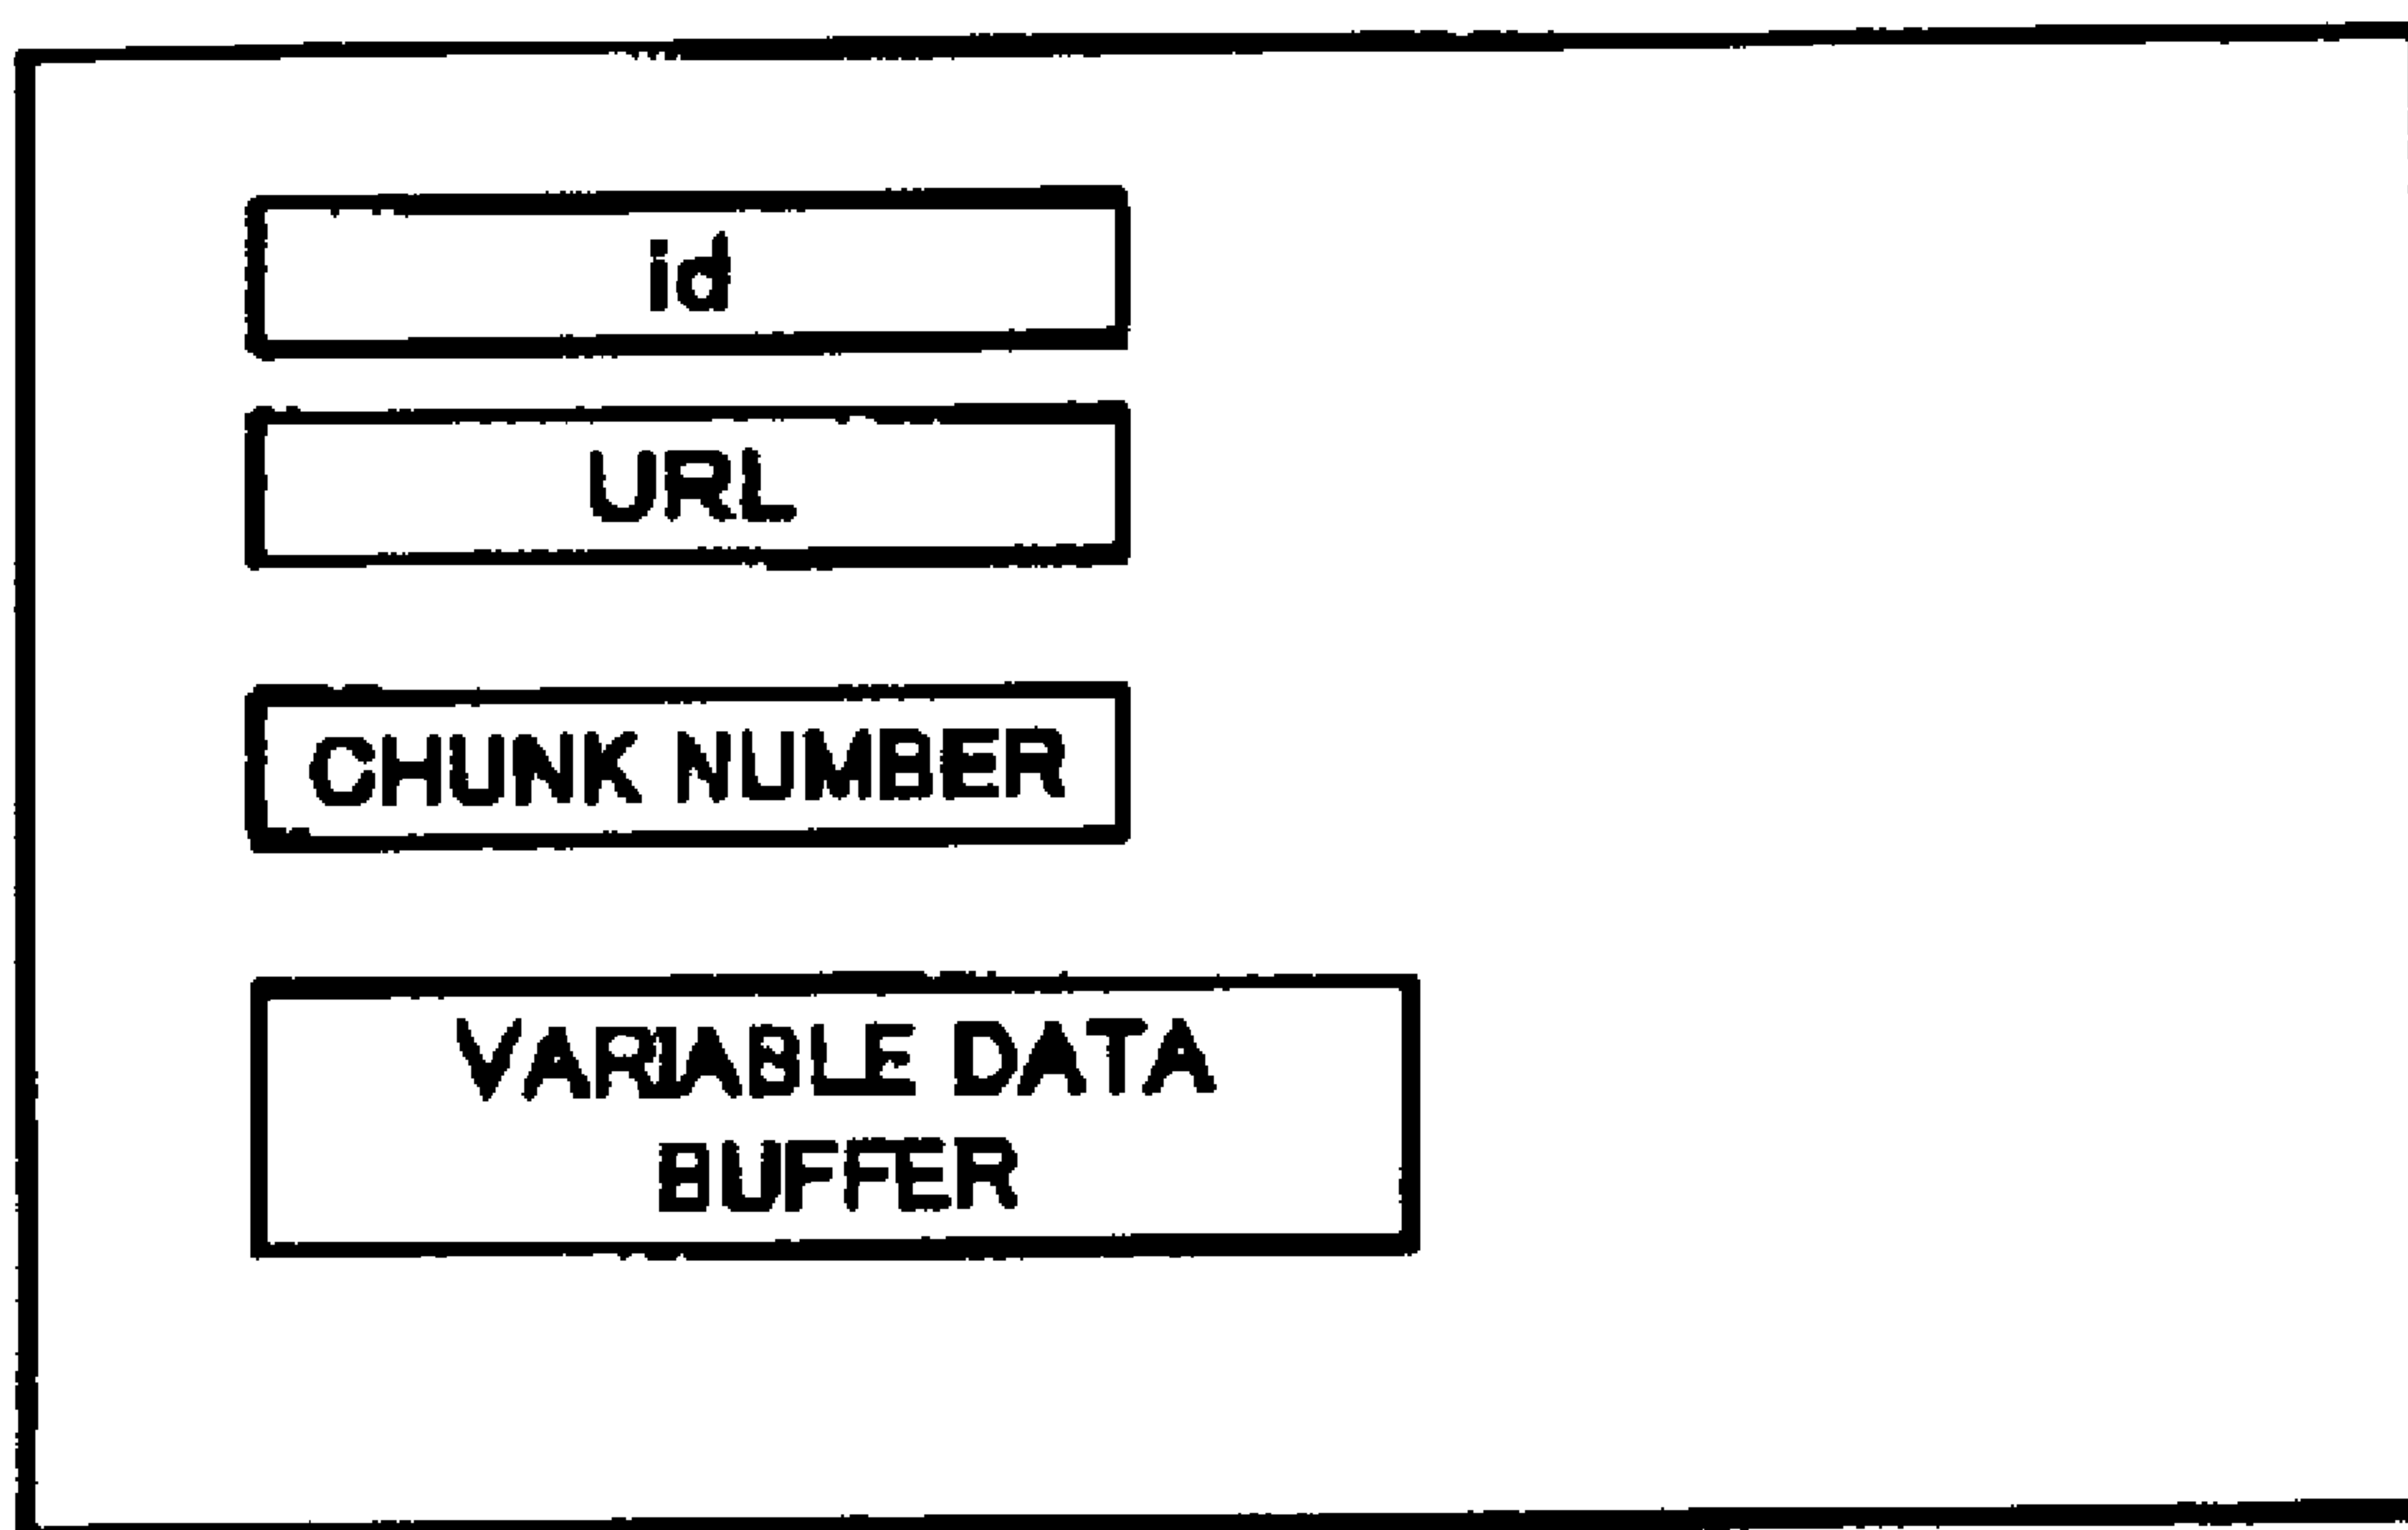 id
URL
CHUNK NUMBER
VARIABLE DATA
BUFFER